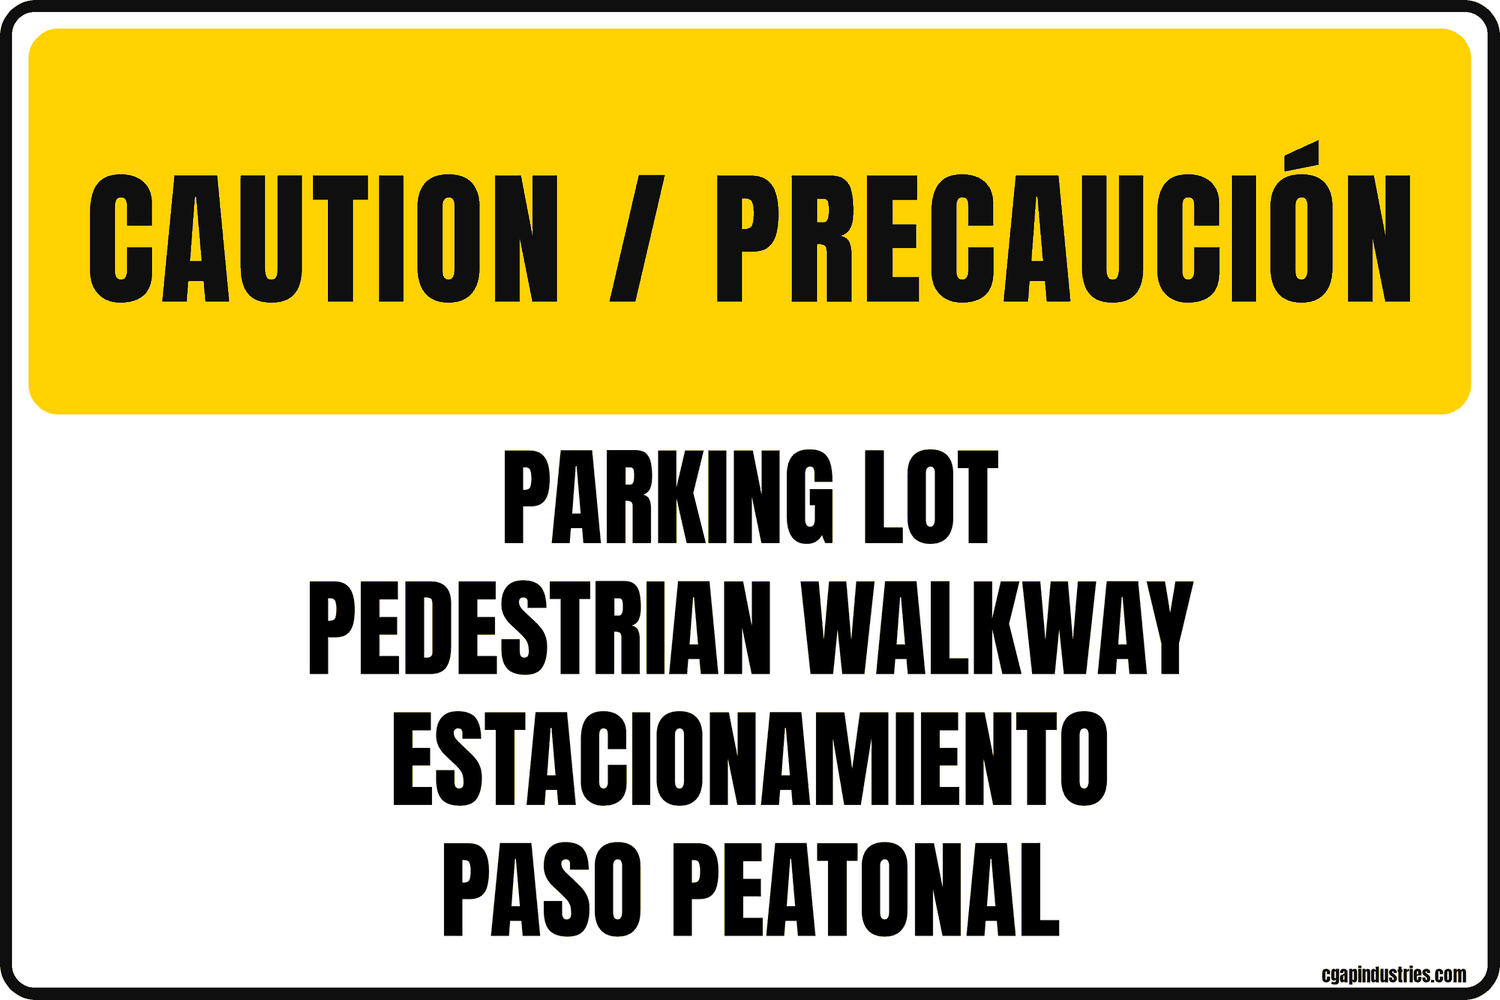 CAUTION / PRECAUCIÓN
PARKING LOT
PEDESTRIAN WALKWAY
ESTACIONAMIENTO
PASO PEATONAL
cgapindustries.com